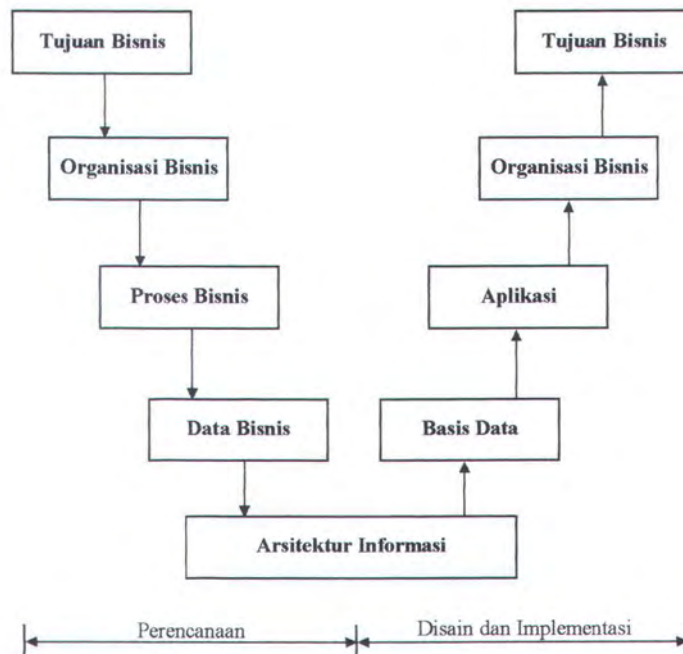 Tujuan Bisnis
Tujuan Bisnis
Organisasi Bisnis
Organisasi Bisnis
Proses Bisnis
Aplikasi
Data Bisnis
Basis Data
Arsitektur Informasi
Perencanaan
Disain dan Implementasi